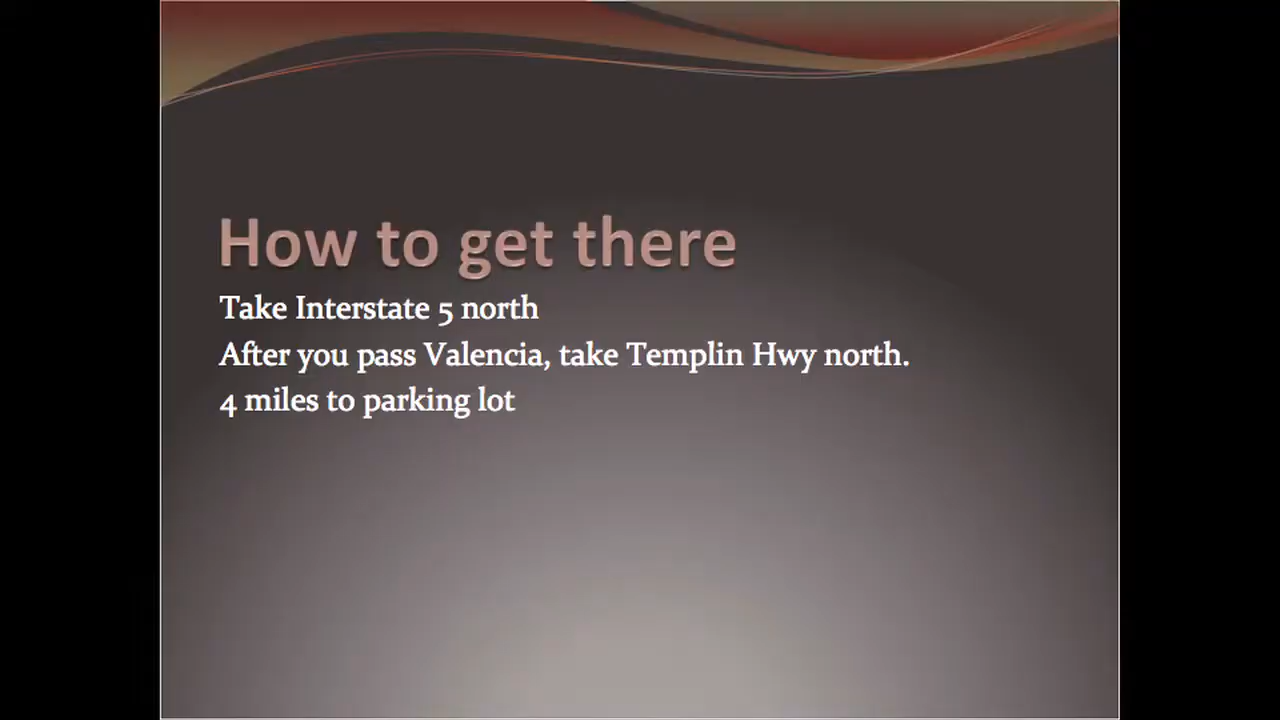 How to get there
Take Interstate 5 north
After you pass Valencia, take Templin Hwy north.
4 miles to parking lot